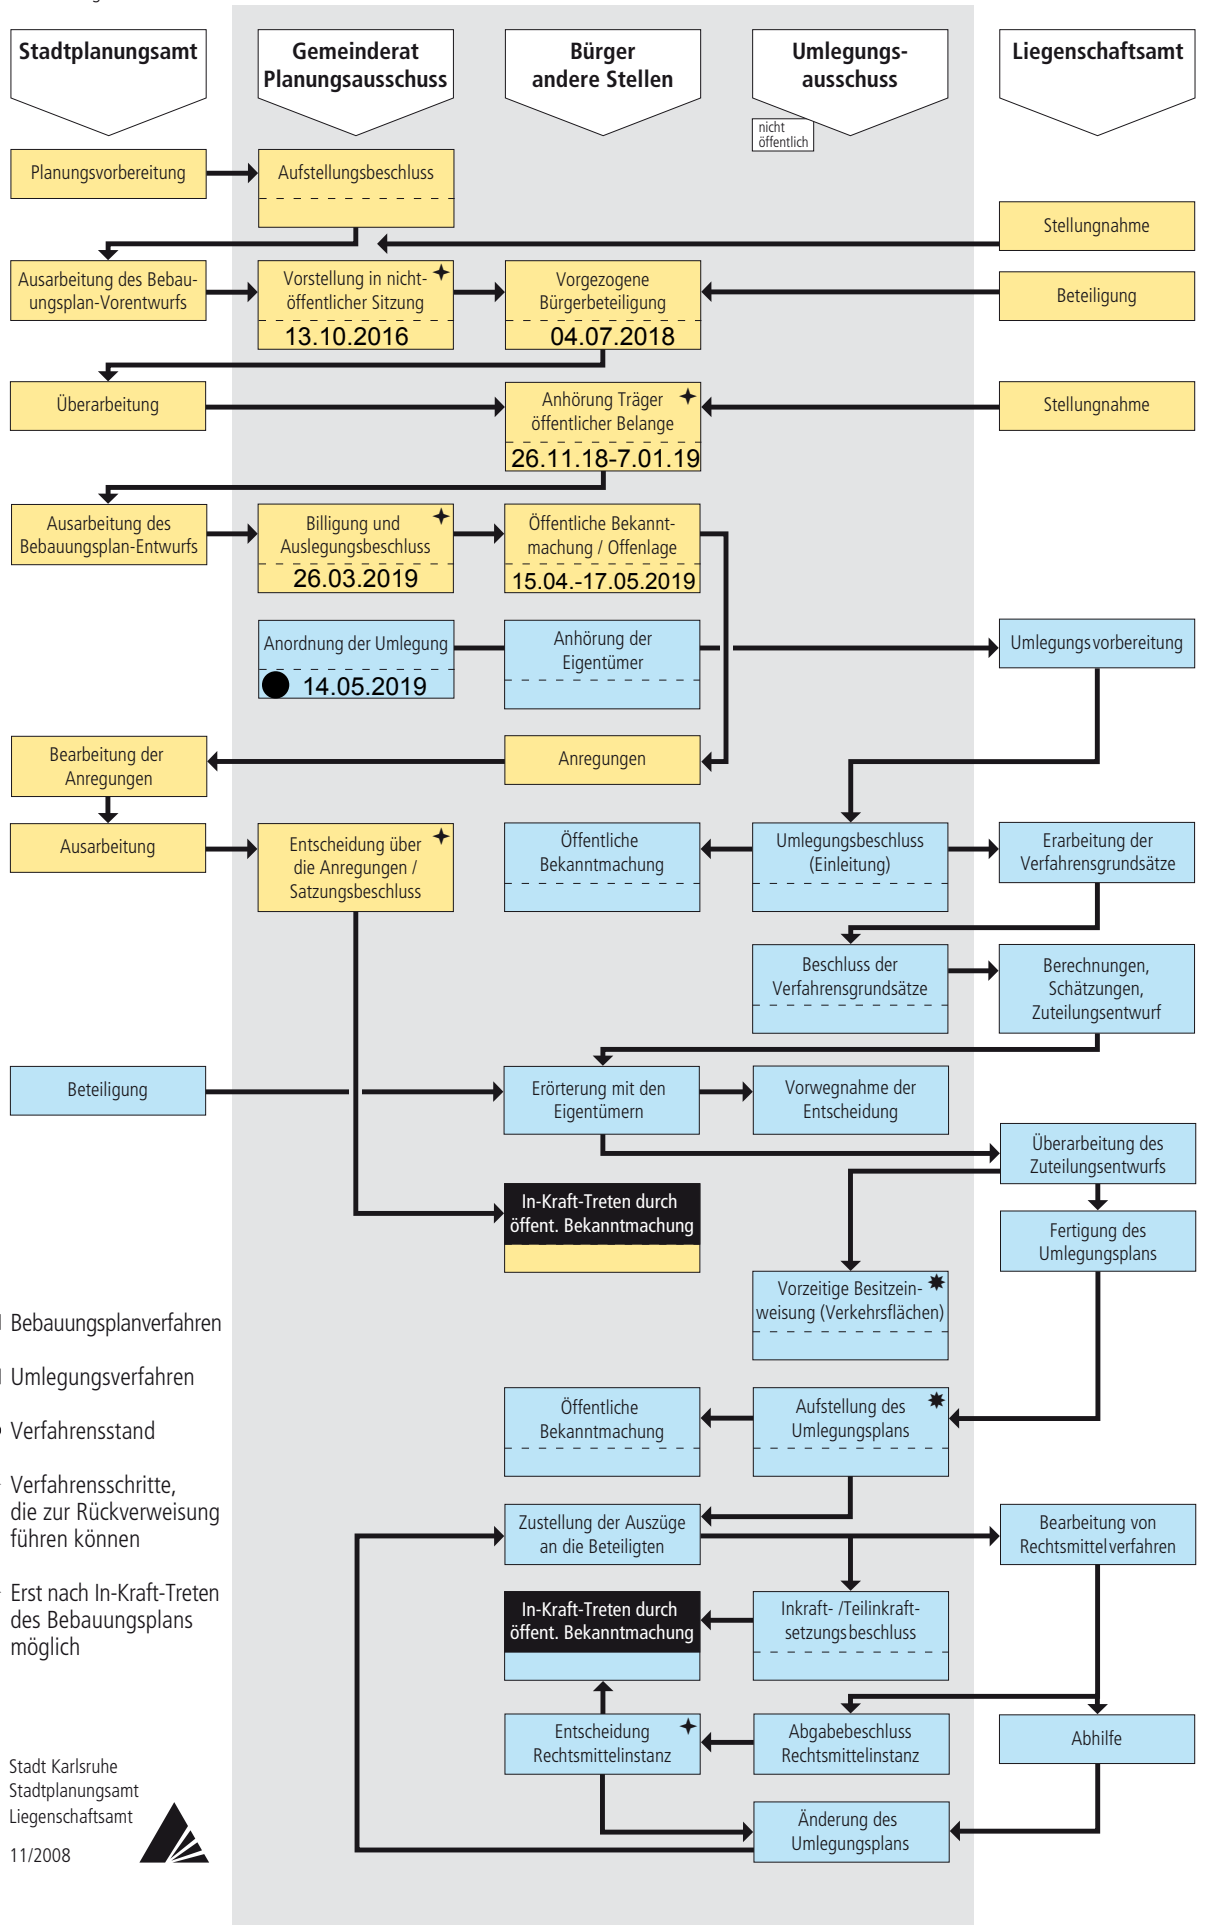 Stadtplanungsamt
Gemeinderat
Planungsausschuss
Bürger
andere Stellen
Umlegungs-
ausschuss
Liegenschaftsamt
nicht
öffentlich
Planungsvorbereitung
Aufstellungsbeschluss
Stellungnahme
Ausarbeitung des Bebau-
ungsplan-Vorentwurfs
Vorstellung in nicht-
öffentlicher Sitzung
13.10.2016
Vorgezogene
Bürgerbeteiligung
04.07.2018
Beteiligung
Überarbeitung
Anhörung Träger
öffentlicher Belange
26.11.18-7.01.19
Stellungnahme
Ausarbeitung des
Bebauungsplan-Entwurfs
Billigung und
Auslegungsbeschluss
26.03.2019
Öffentliche Bekannt-
machung / Offenlage
15.04.-17.05.2019
Anordnung der Umlegung
14.05.2019
Anhörung der
Eigentümer
Umlegungsvorbereitung
Bearbeitung der
Anregungen
Anregungen
Ausarbeitung
Entscheidung über
die Anregungen /
Satzungsbeschluss
Öffentliche
Bekanntmachung
Umlegungsbeschluss
(Einleitung)
Erarbeitung der
Verfahrensgrundsätze
Beschluss der
Verfahrensgrundsätze
Berechnungen,
Schätzungen,
Zuteilungsentwurf
Beteiligung
Erörterung mit den
Eigentümern
Vorwegnahme der
Entscheidung
Überarbeitung des
Zuteilungsentwurfs
In-Kraft-Treten durch
öffent. Bekanntmachung
Fertigung des
Umlegungsplans
Vorzeitige Besitzein-
weisung (Verkehrsflächen)
Bebauungsplanverfahren
Umlegungsverfahren
Verfahrensstand
Verfahrensschritte,
die zur Rückverweisung
führen können
Erst nach In-Kraft-Treten
des Bebauungsplans
möglich
Öffentliche
Bekanntmachung
Aufstellung des
Umlegungsplans
Zustellung der Auszüge
an die Beteiligten
Bearbeitung von
Rechtsmittelverfahren
In-Kraft-Treten durch
öffent. Bekanntmachung
Inkraft- /Teilinkraft-
setzungsbeschluss
Entscheidung
Rechtsmittelinstanz
Abgabebeschluss
Rechtsmittelinstanz
Abhilfe
Änderung des
Umlegungsplans
Stadt Karlsruhe
Stadtplanungsamt
Liegenschaftsamt
11/2008